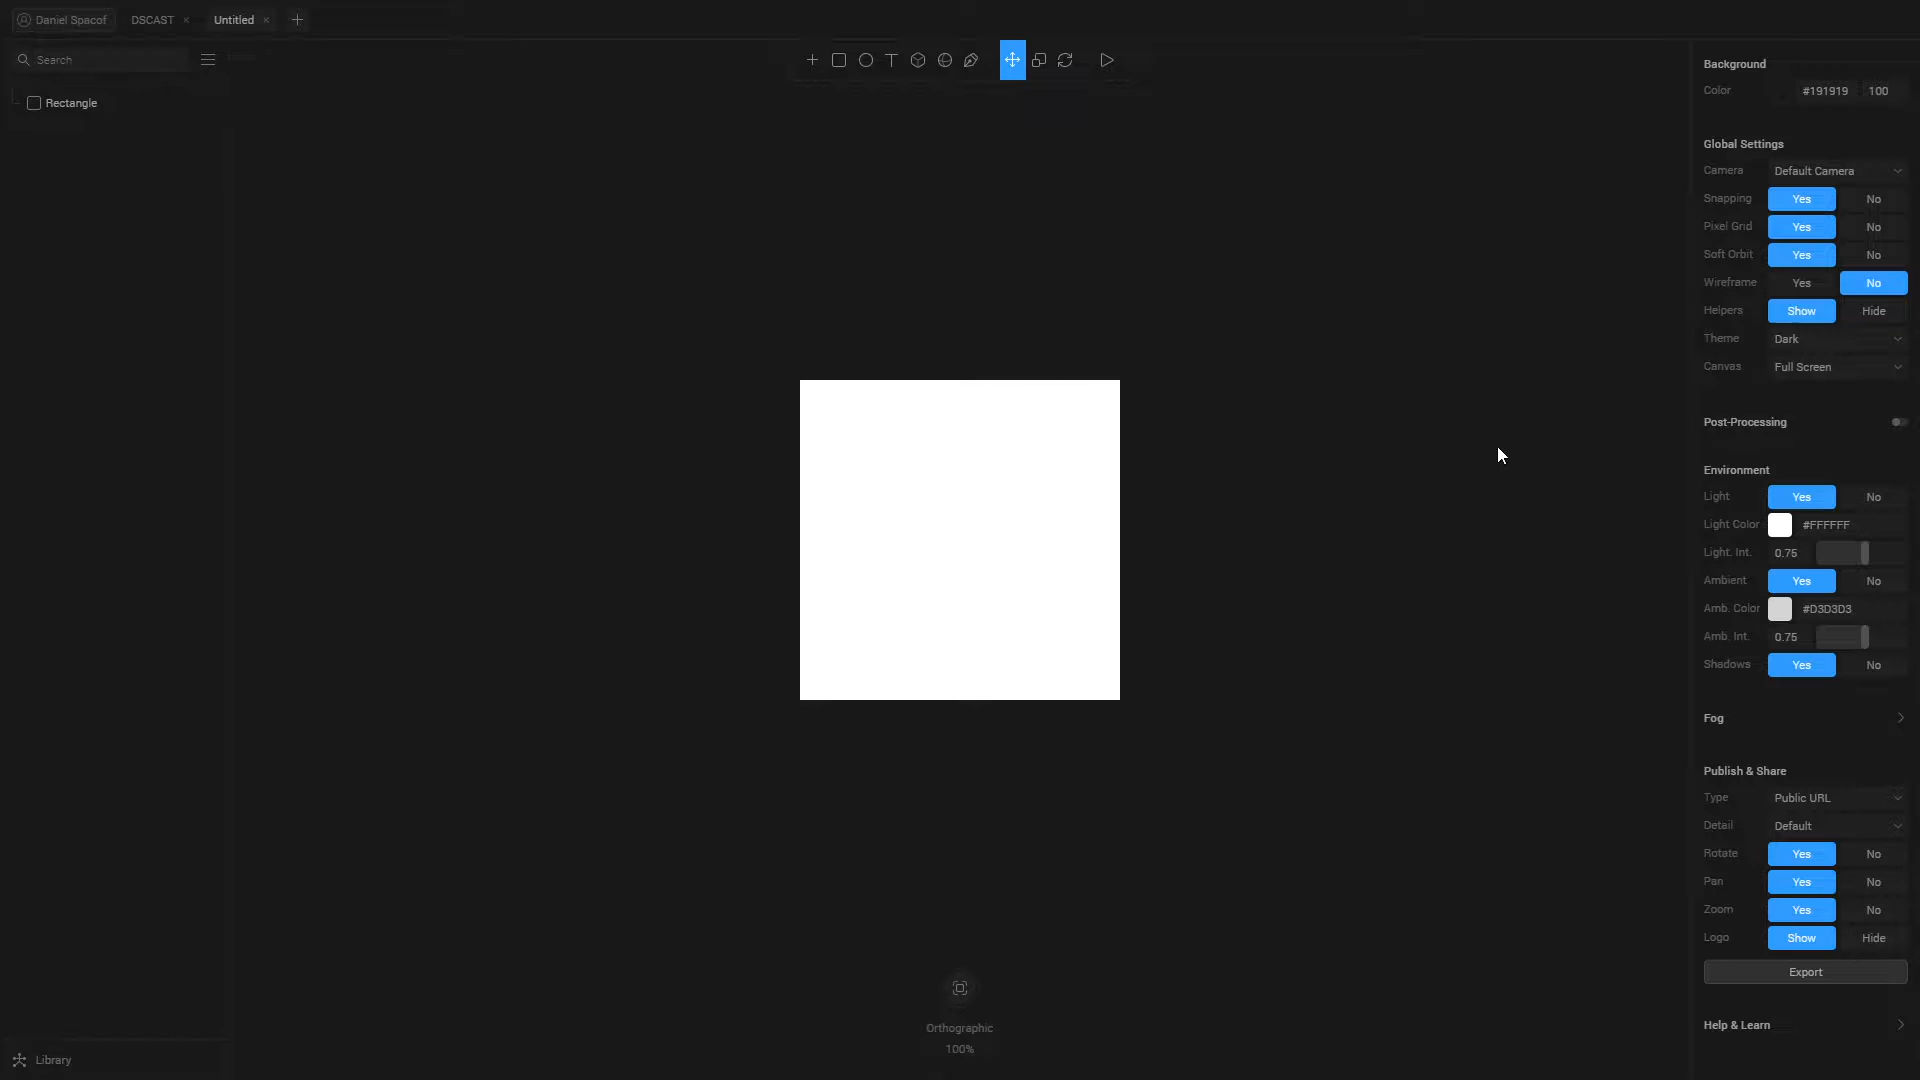 Daniel Spacof
DSCAST
Untitled
Search
Rectangle
Background
Color #191919 100
Global Settings
Camera Default Camera
Snapping Yes No
Pixel Grid Yes No
Soft Orbit Yes No
Wireframe Yes No
Helpers Show Hide
Theme Dark
Canvas Full Screen
Post-Processing
Environment
Light Yes No
Light Color #FFFFFF
Light. Int. 0.75
Ambient Yes No
Amb. Color #D3D3D3
Amb. Int. 0.75
Shadows Yes No
Fog
Publish & Share
Type Public URL
Detail Default
Rotate Yes No
Pan Yes No
Zoom Yes No
Logo Show Hide
Export
Help & Learn
Orthographic
100%
Library